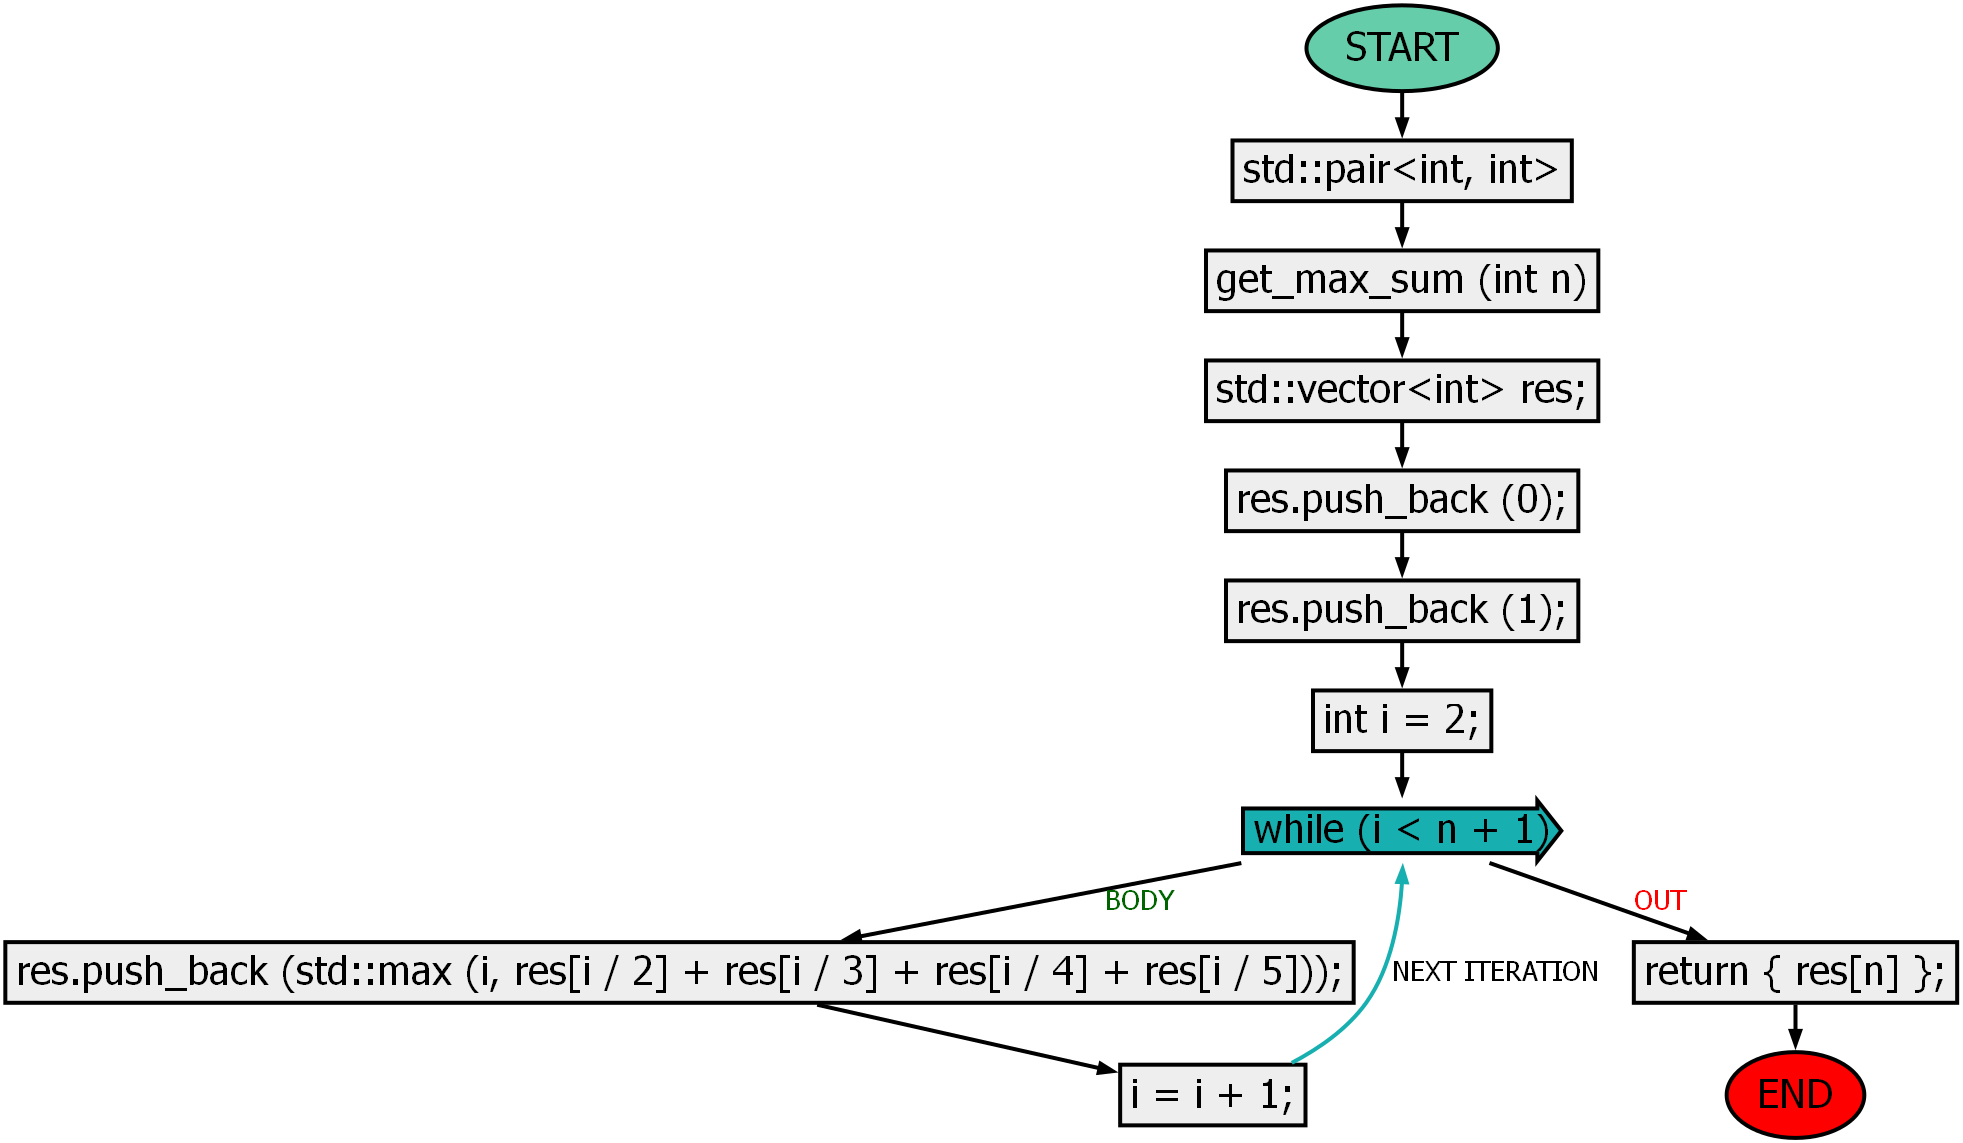 START
std::pair<int, int>
get_max_sum (int n)
std::vector<int> res;
res.push_back (0);
res.push_back (1);
int i = 2;
while (i < n + 1)
BODY
OUT
res.push_back (std::max (i, res[i / 2] + res[i / 3] + res[i / 4] + res[i / 5]));
NEXT ITERATION
return { res[n] };
i = i + 1;
END